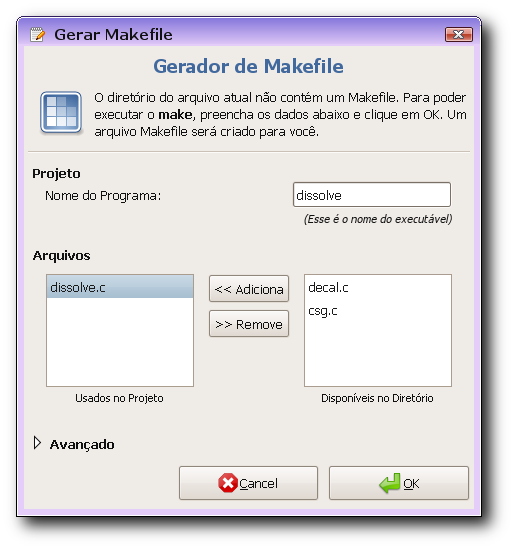 Gerar Makefile
Gerador de Makefile
O diretório do arquivo atual não contém um Makefile. Para poder
executar o make, preencha os dados abaixo e clique em OK. Um
arquivo Makefile será criado para você.
Projeto
Nome do Programa: dissolve
(Esse é o nome do executável)
Arquivos
dissolve.c << Adiciona decal.c
>> Remove csg.c
Usados no Projeto Disponíveis no Diretório
Avançado
Cancel OK